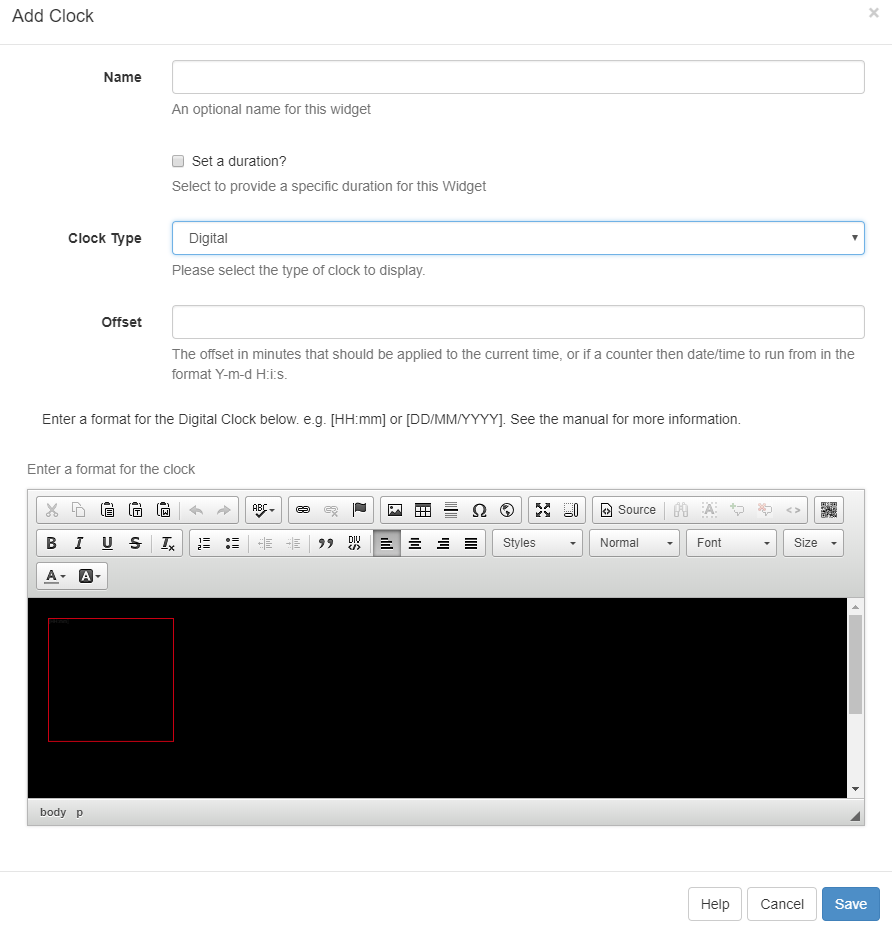 Add Clock
×
Name
An optional name for this widget
Set a duration?
Select to provide a specific duration for this Widget
Clock Type
Digital
Please select the type of clock to display.
Offset
The offset in minutes that should be applied to the current time, or if a counter then date/time to run from in the
format Y-m-d H:i:s.
Enter a format for the Digital Clock below. e.g. [HH:mm] or [DD/MM/YYYY]. See the manual for more information.
Enter a format for the clock
ABC Ω Source A
B I U S Ix DIV Styles Normal Font Size
A A
body p
Help Cancel Save